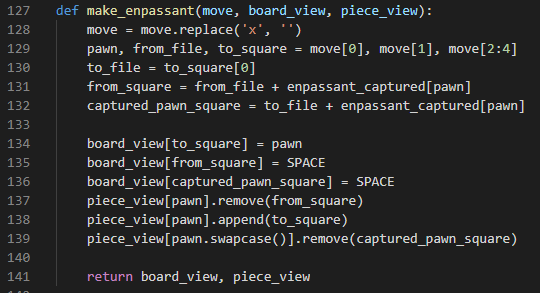 127 def make_enpassant(move, board_view, piece_view):
128     move = move.replace('x', '')
129     pawn, from_file, to_square = move[0], move[1], move[2:4]
130     to_file = to_square[0]
131     from_square = from_file + enpassant_captured[pawn]
132     captured_pawn_square = to_file + enpassant_captured[pawn]
133
134     board_view[to_square] = pawn
135     board_view[from_square] = SPACE
136     board_view[captured_pawn_square] = SPACE
137     piece_view[pawn].remove(from_square)
138     piece_view[pawn].append(to_square)
139     piece_view[pawn.swapcase()].remove(captured_pawn_square)
140
141     return board_view, piece_view